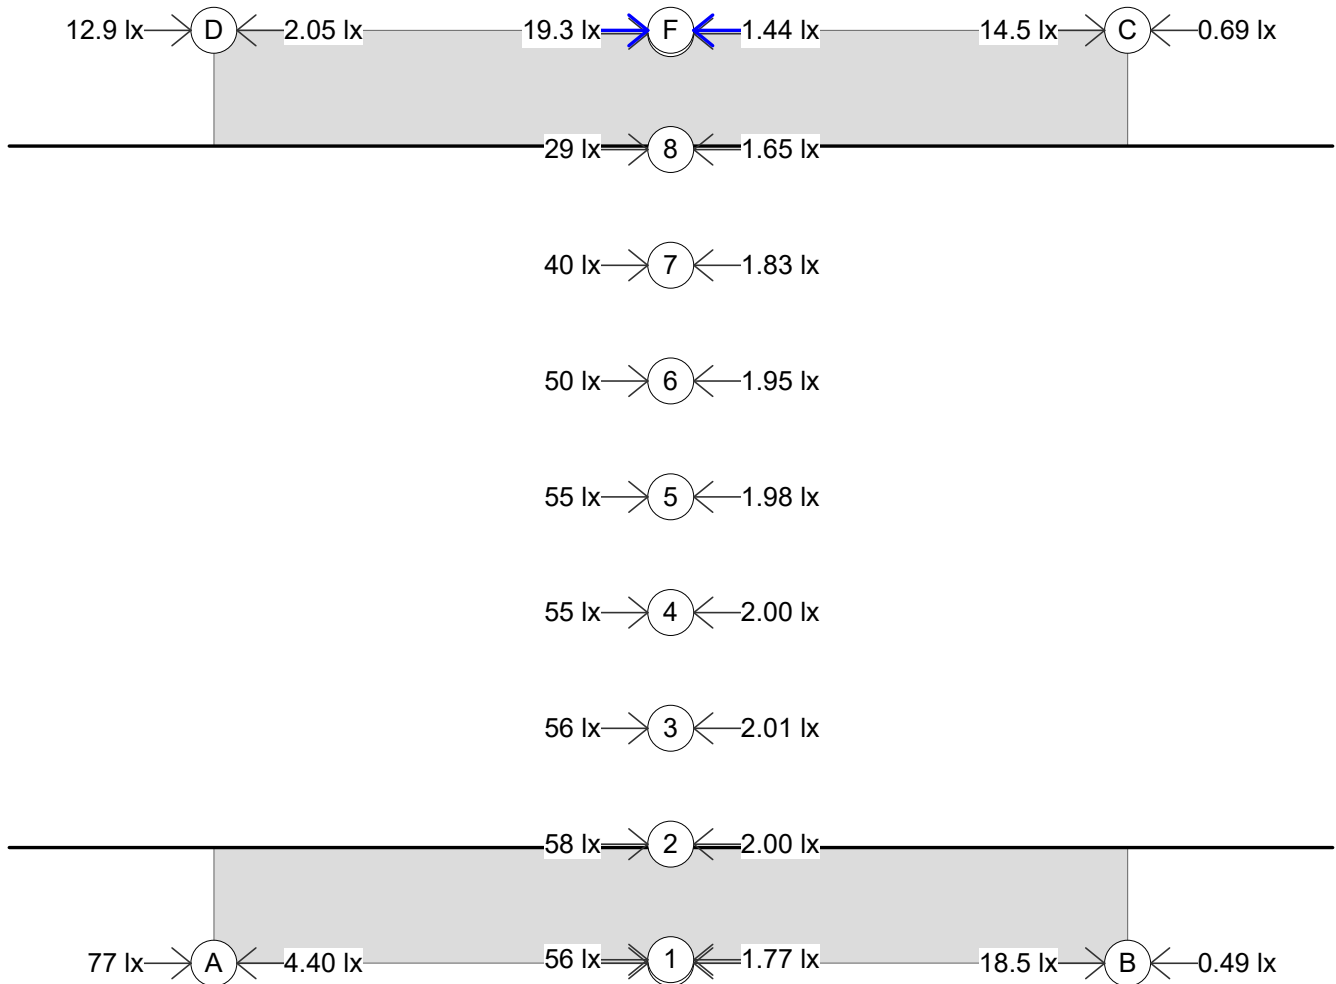 12.9 lx D 2.05 lx 19.3 lx F 1.44 lx 14.5 lx C 0.69 lx
29 lx 8 1.65 lx
40 lx 7 1.83 lx
50 lx 6 1.95 lx
55 lx 5 1.98 lx
55 lx 4 2.00 lx
56 lx 3 2.01 lx
58 lx 2 2.00 lx
77 lx A 4.40 lx 56 lx 1 1.77 lx 18.5 lx B 0.49 lx